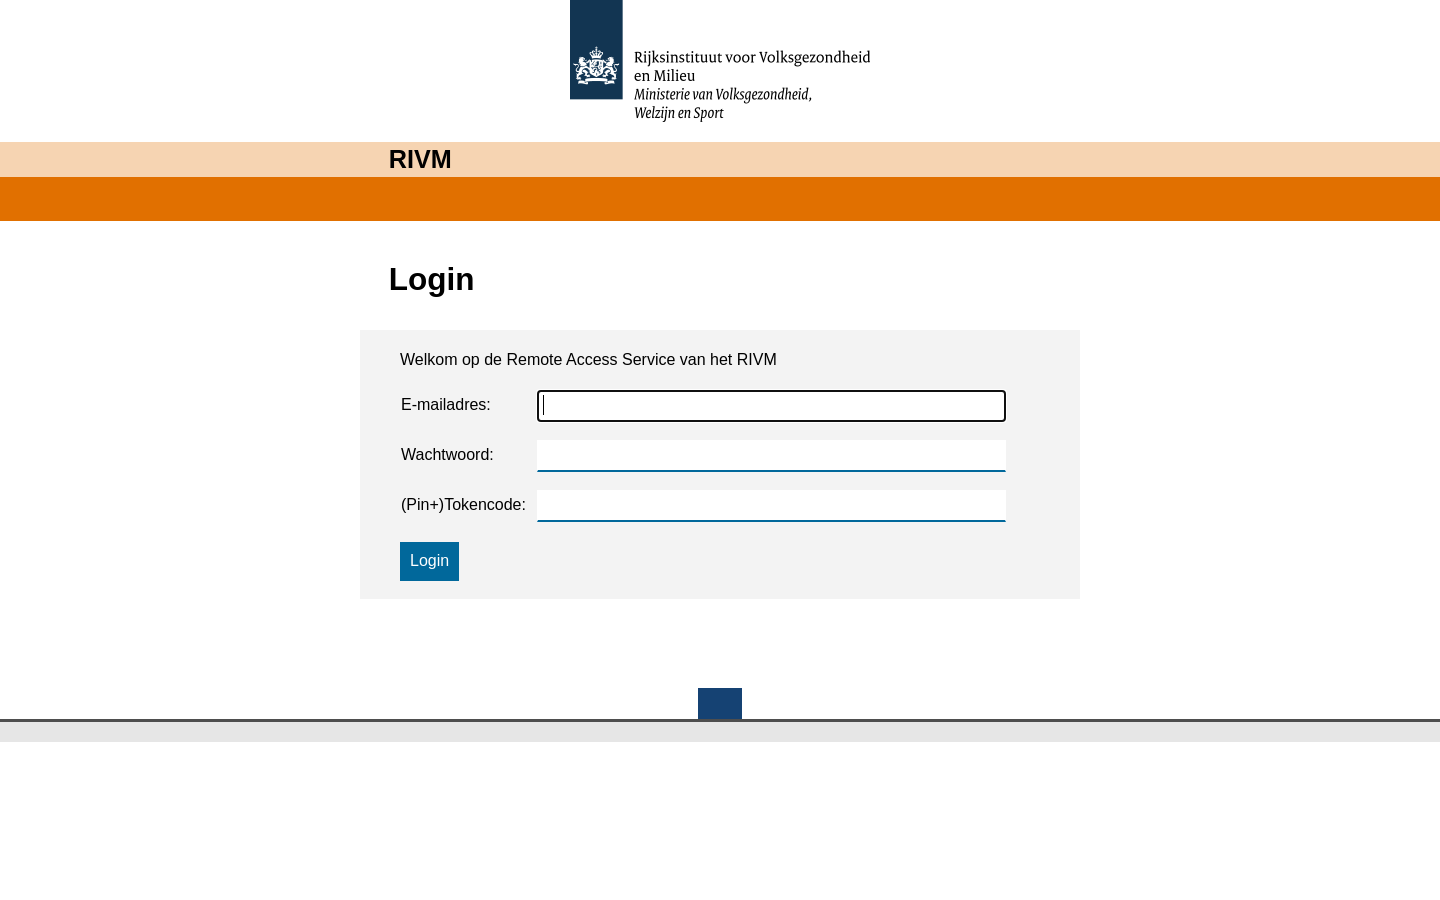 Rijksinstituut voor Volksgezondheid
en Milieu
Ministerie van Volksgezondheid,
Welzijn en Sport
RIVM
Login
Welkom op de Remote Access Service van het RIVM
E-mailadres:
Wachtwoord:
(Pin+)Tokencode:
Login